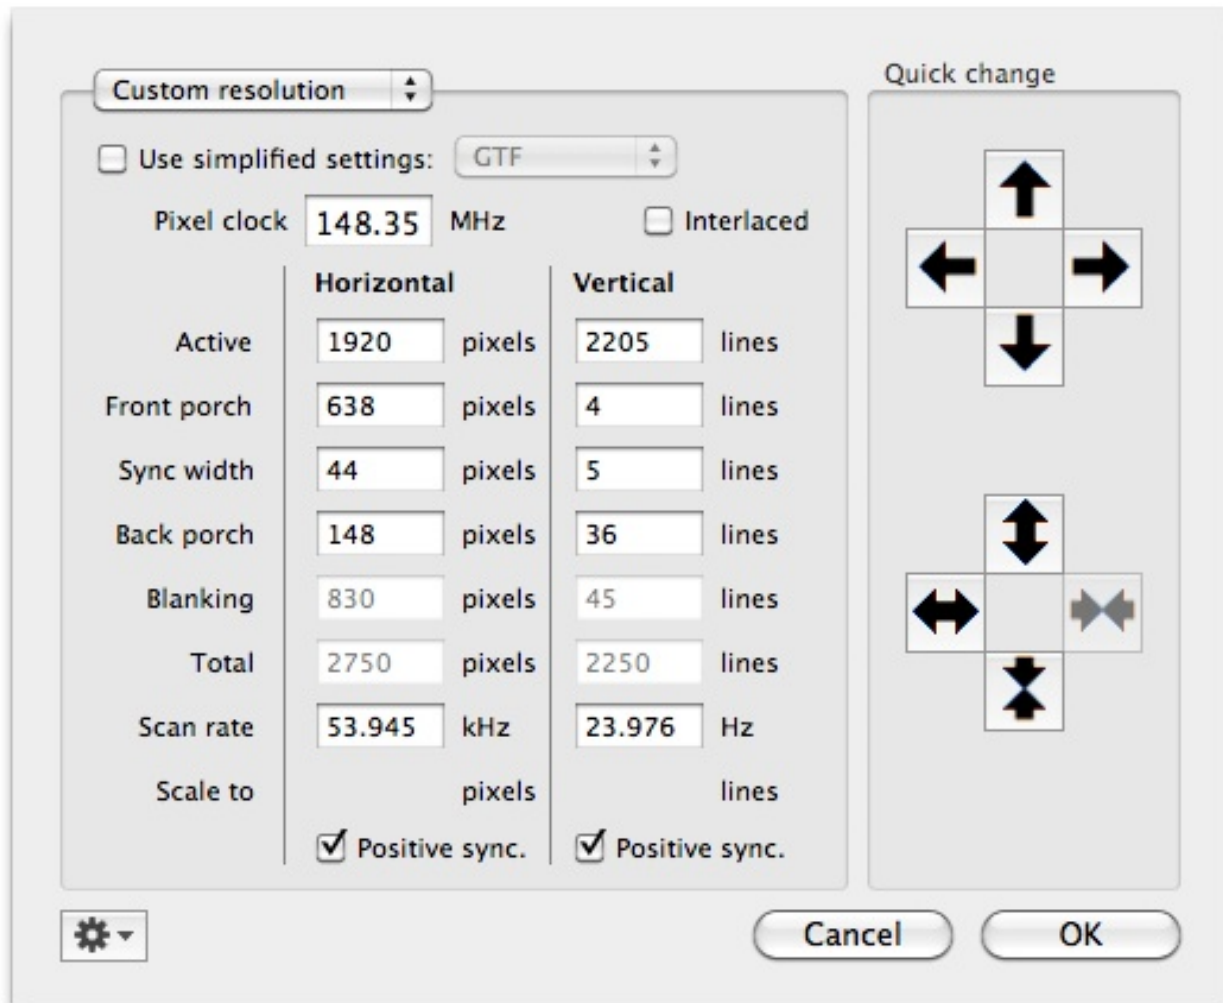 Custom resolution
Quick change
Use simplified settings: GTF
Pixel clock 148.35 MHz Interlaced
Horizontal Vertical
Active 1920 pixels 2205 lines
Front porch 638 pixels 4 lines
Sync width 44 pixels 5 lines
Back porch 148 pixels 36 lines
Blanking 830 pixels 45 lines
Total 2750 pixels 2250 lines
Scan rate 53.945 kHz 23.976 Hz
Scale to pixels lines
Positive sync. Positive sync.
Cancel OK